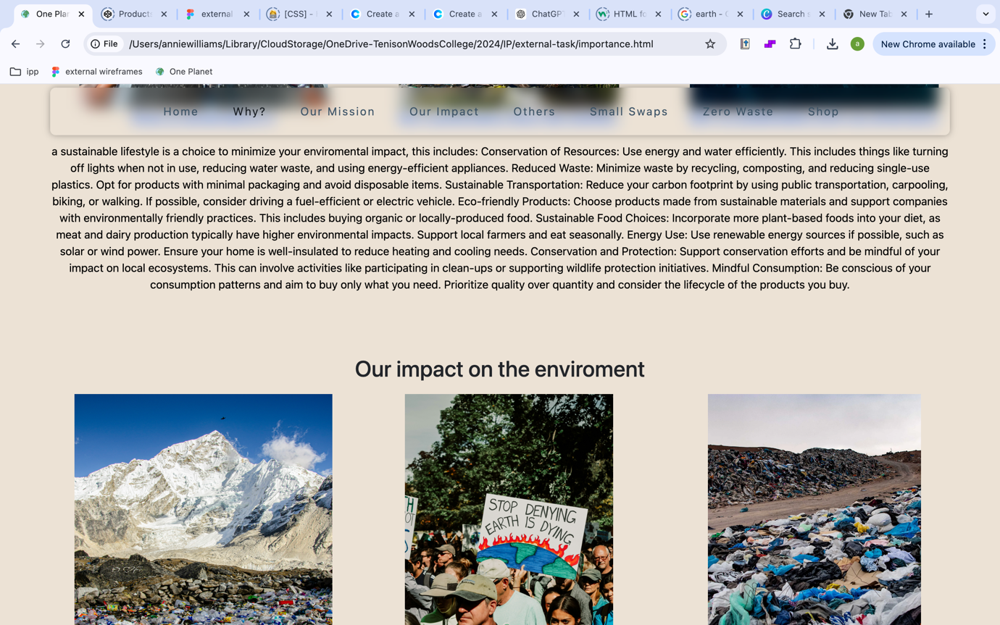 One Plan
Product
external
[CSS] -
Create a
Create a
ChatGPT
HTML fo
earth - G
Search s
New Tab
File
/Users/anniewilliams/Library/CloudStorage/OneDrive-TenisonWoodsCollege/2024/IP/external-task/importance.html
a
New Chrome available
ipp
external wireframes
One Planet
Home
Why?
Our Mission
Our Impact
Others
Small Swaps
Zero Waste
Shop
a sustainable lifestyle is a choice to minimize your enviromental impact, this includes: Conservation of Resources: Use energy and water efficiently. This includes things like turning
off lights when not in use, reducing water waste, and using energy-efficient appliances. Reduced Waste: Minimize waste by recycling, composting, and reducing single-use
plastics. Opt for products with minimal packaging and avoid disposable items. Sustainable Transportation: Reduce your carbon footprint by using public transportation, carpooling,
biking, or walking. If possible, consider driving a fuel-efficient or electric vehicle. Eco-friendly Products: Choose products made from sustainable materials and support companies
with environmentally friendly practices. This includes buying organic or locally-produced food. Sustainable Food Choices: Incorporate more plant-based foods into your diet, as
meat and dairy production typically have higher environmental impacts. Support local farmers and eat seasonally. Energy Use: Use renewable energy sources if possible, such as
solar or wind power. Ensure your home is well-insulated to reduce heating and cooling needs. Conservation and Protection: Support conservation efforts and be mindful of your
impact on local ecosystems. This can involve activities like participating in clean-ups or supporting wildlife protection initiatives. Mindful Consumption: Be conscious of your
consumption patterns and aim to buy only what you need. Prioritize quality over quantity and consider the lifecycle of the products you buy.
Our impact on the enviroment
STOP DENYING
EARTH IS DYING